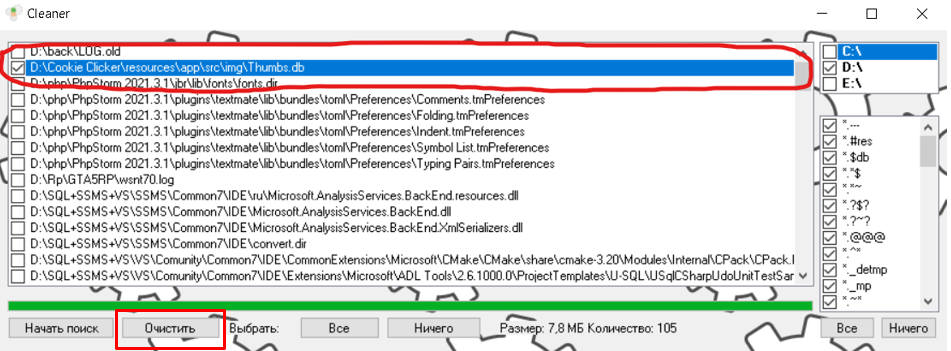 Cleaner
D:\back\LOG.old
D:\Cookie Clicker\resources\app\src\img\Thumbs.db
D:\php\PhpStorm 2021.3.1\jbr\lib\fonts\fonts.dir
D:\php\PhpStorm 2021.3.1\plugins\textmate\lib\bundles\toml\Preferences\Comments.tmPreferences
D:\php\PhpStorm 2021.3.1\plugins\textmate\lib\bundles\toml\Preferences\Folding.tmPreferences
D:\php\PhpStorm 2021.3.1\plugins\textmate\lib\bundles\toml\Preferences\Indent.tmPreferences
D:\php\PhpStorm 2021.3.1\plugins\textmate\lib\bundles\toml\Preferences\Symbol List.tmPreferences
D:\php\PhpStorm 2021.3.1\plugins\textmate\lib\bundles\toml\Preferences\Typing Pairs.tmPreferences
D:\Rp\GTA5RP\wsnt70.log
D:\SQL+SSMS+VS\SSMS\Common7\IDE\ru\Microsoft.AnalysisServices.BackEnd.resources.dll
D:\SQL+SSMS+VS\SSMS\Common7\IDE\Microsoft.AnalysisServices.BackEnd.dll
D:\SQL+SSMS+VS\SSMS\Common7\IDE\Microsoft.AnalysisServices.BackEnd.XmlSerializers.dll
D:\SQL+SSMS+VS\SSMS\Common7\IDE\convert.dir
D:\SQL+SSMS+VS\VS\Comunity\Common7\IDE\CommonExtensions\Microsoft\CMake\CMake\share\cmake-3.20\Modules\Internal\CPack\CPack.I
D:\SQL+SSMS+VS\VS\Comunity\Common7\IDE\Extensions\Microsoft\ADL Tools\2.6.1000.0\ProjectTemplates\U-SQL\USqlCSharpUdoUnitTestSar
C:\
D:\
E:\
*.---
*.#res
*.$db
*.*$
*.*~
*.?$?
*.?~?
*.@@@
*.^*
*._detmp
*._mp
*.~*
Начать поиск Очистить Выбрать: Все Ничего Размер: 7,8 МБ Количество: 105 Все Ничего